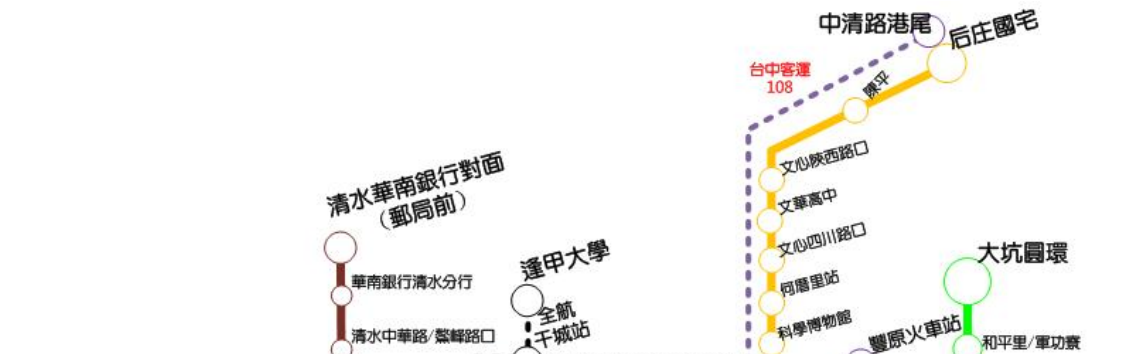 中清路港尾
后庄國宅
台中客運
108
陳平
文心陝西路口
清水華南銀行對面
(郵局前)
文華高中
文心四川路口
逢甲大學
大坑圓環
華南銀行清水分行
何厝里站
全航
干城站
科學博物館
豐原火車站
清水中華路/鰲峰路口
和平里/軍功寮